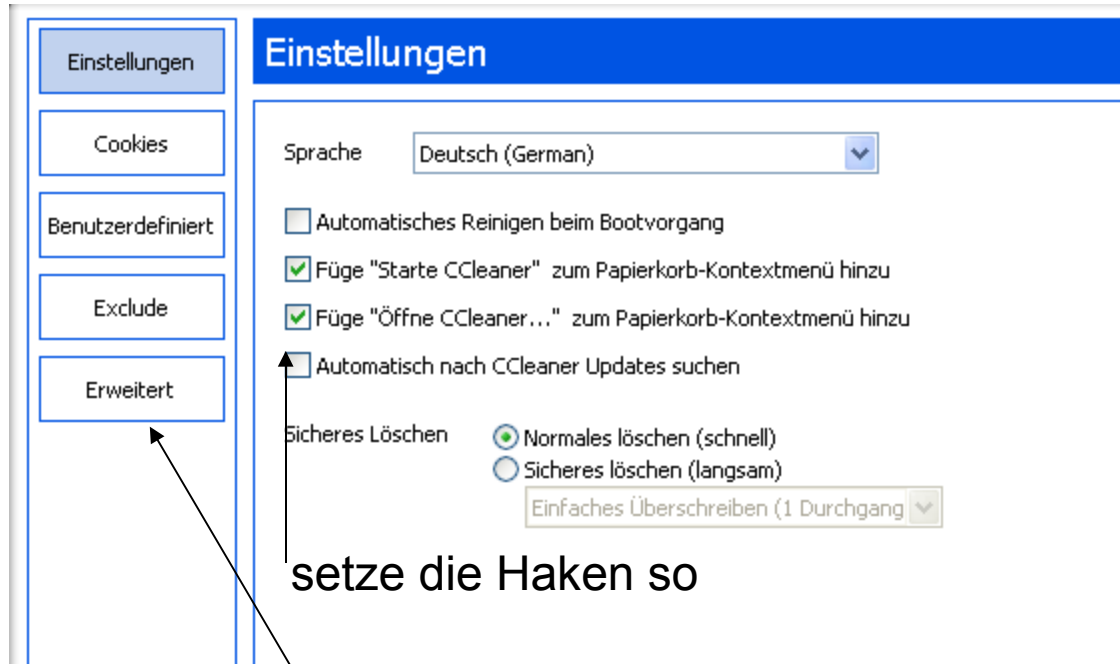 Einstellungen
Einstellungen
Cookies
Benutzerdefiniert
Exclude
Erweitert
Sprache Deutsch (German)
Automatisches Reinigen beim Bootvorgang
Füge "Starte CCleaner" zum Papierkorb-Kontextmenü hinzu
Füge "Öffne CCleaner..." zum Papierkorb-Kontextmenü hinzu
Automatisch nach CCleaner Updates suchen
Sicheres Löschen Normales löschen (schnell)
Sicheres löschen (langsam)
Einfaches Überschreiben (1 Durchgang
setze die Haken so